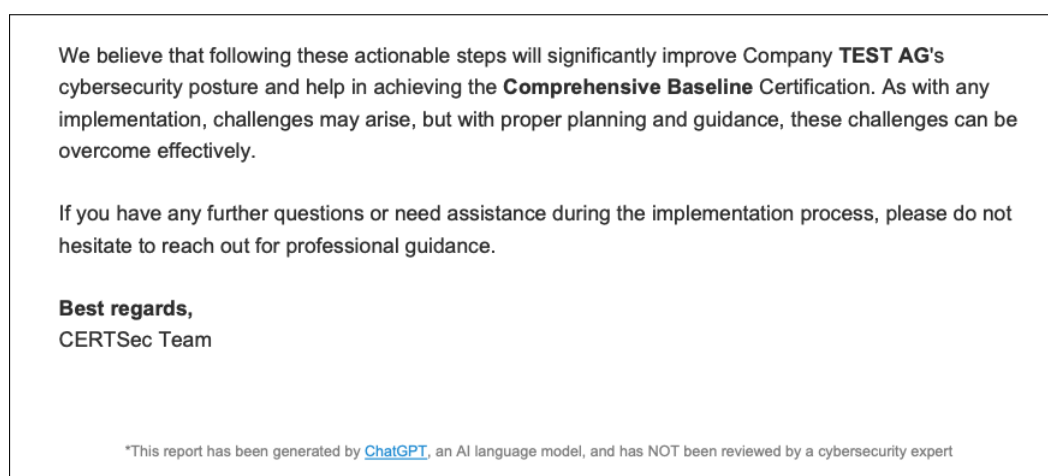 We believe that following these actionable steps will significantly improve Company TEST AG's
cybersecurity posture and help in achieving the Comprehensive Baseline Certification. As with any
implementation, challenges may arise, but with proper planning and guidance, these challenges can be
overcome effectively.
If you have any further questions or need assistance during the implementation process, please do not
hesitate to reach out for professional guidance.
Best regards,
CERTSec Team
*This report has been generated by ChatGPT, an AI language model, and has NOT been reviewed by a cybersecurity expert